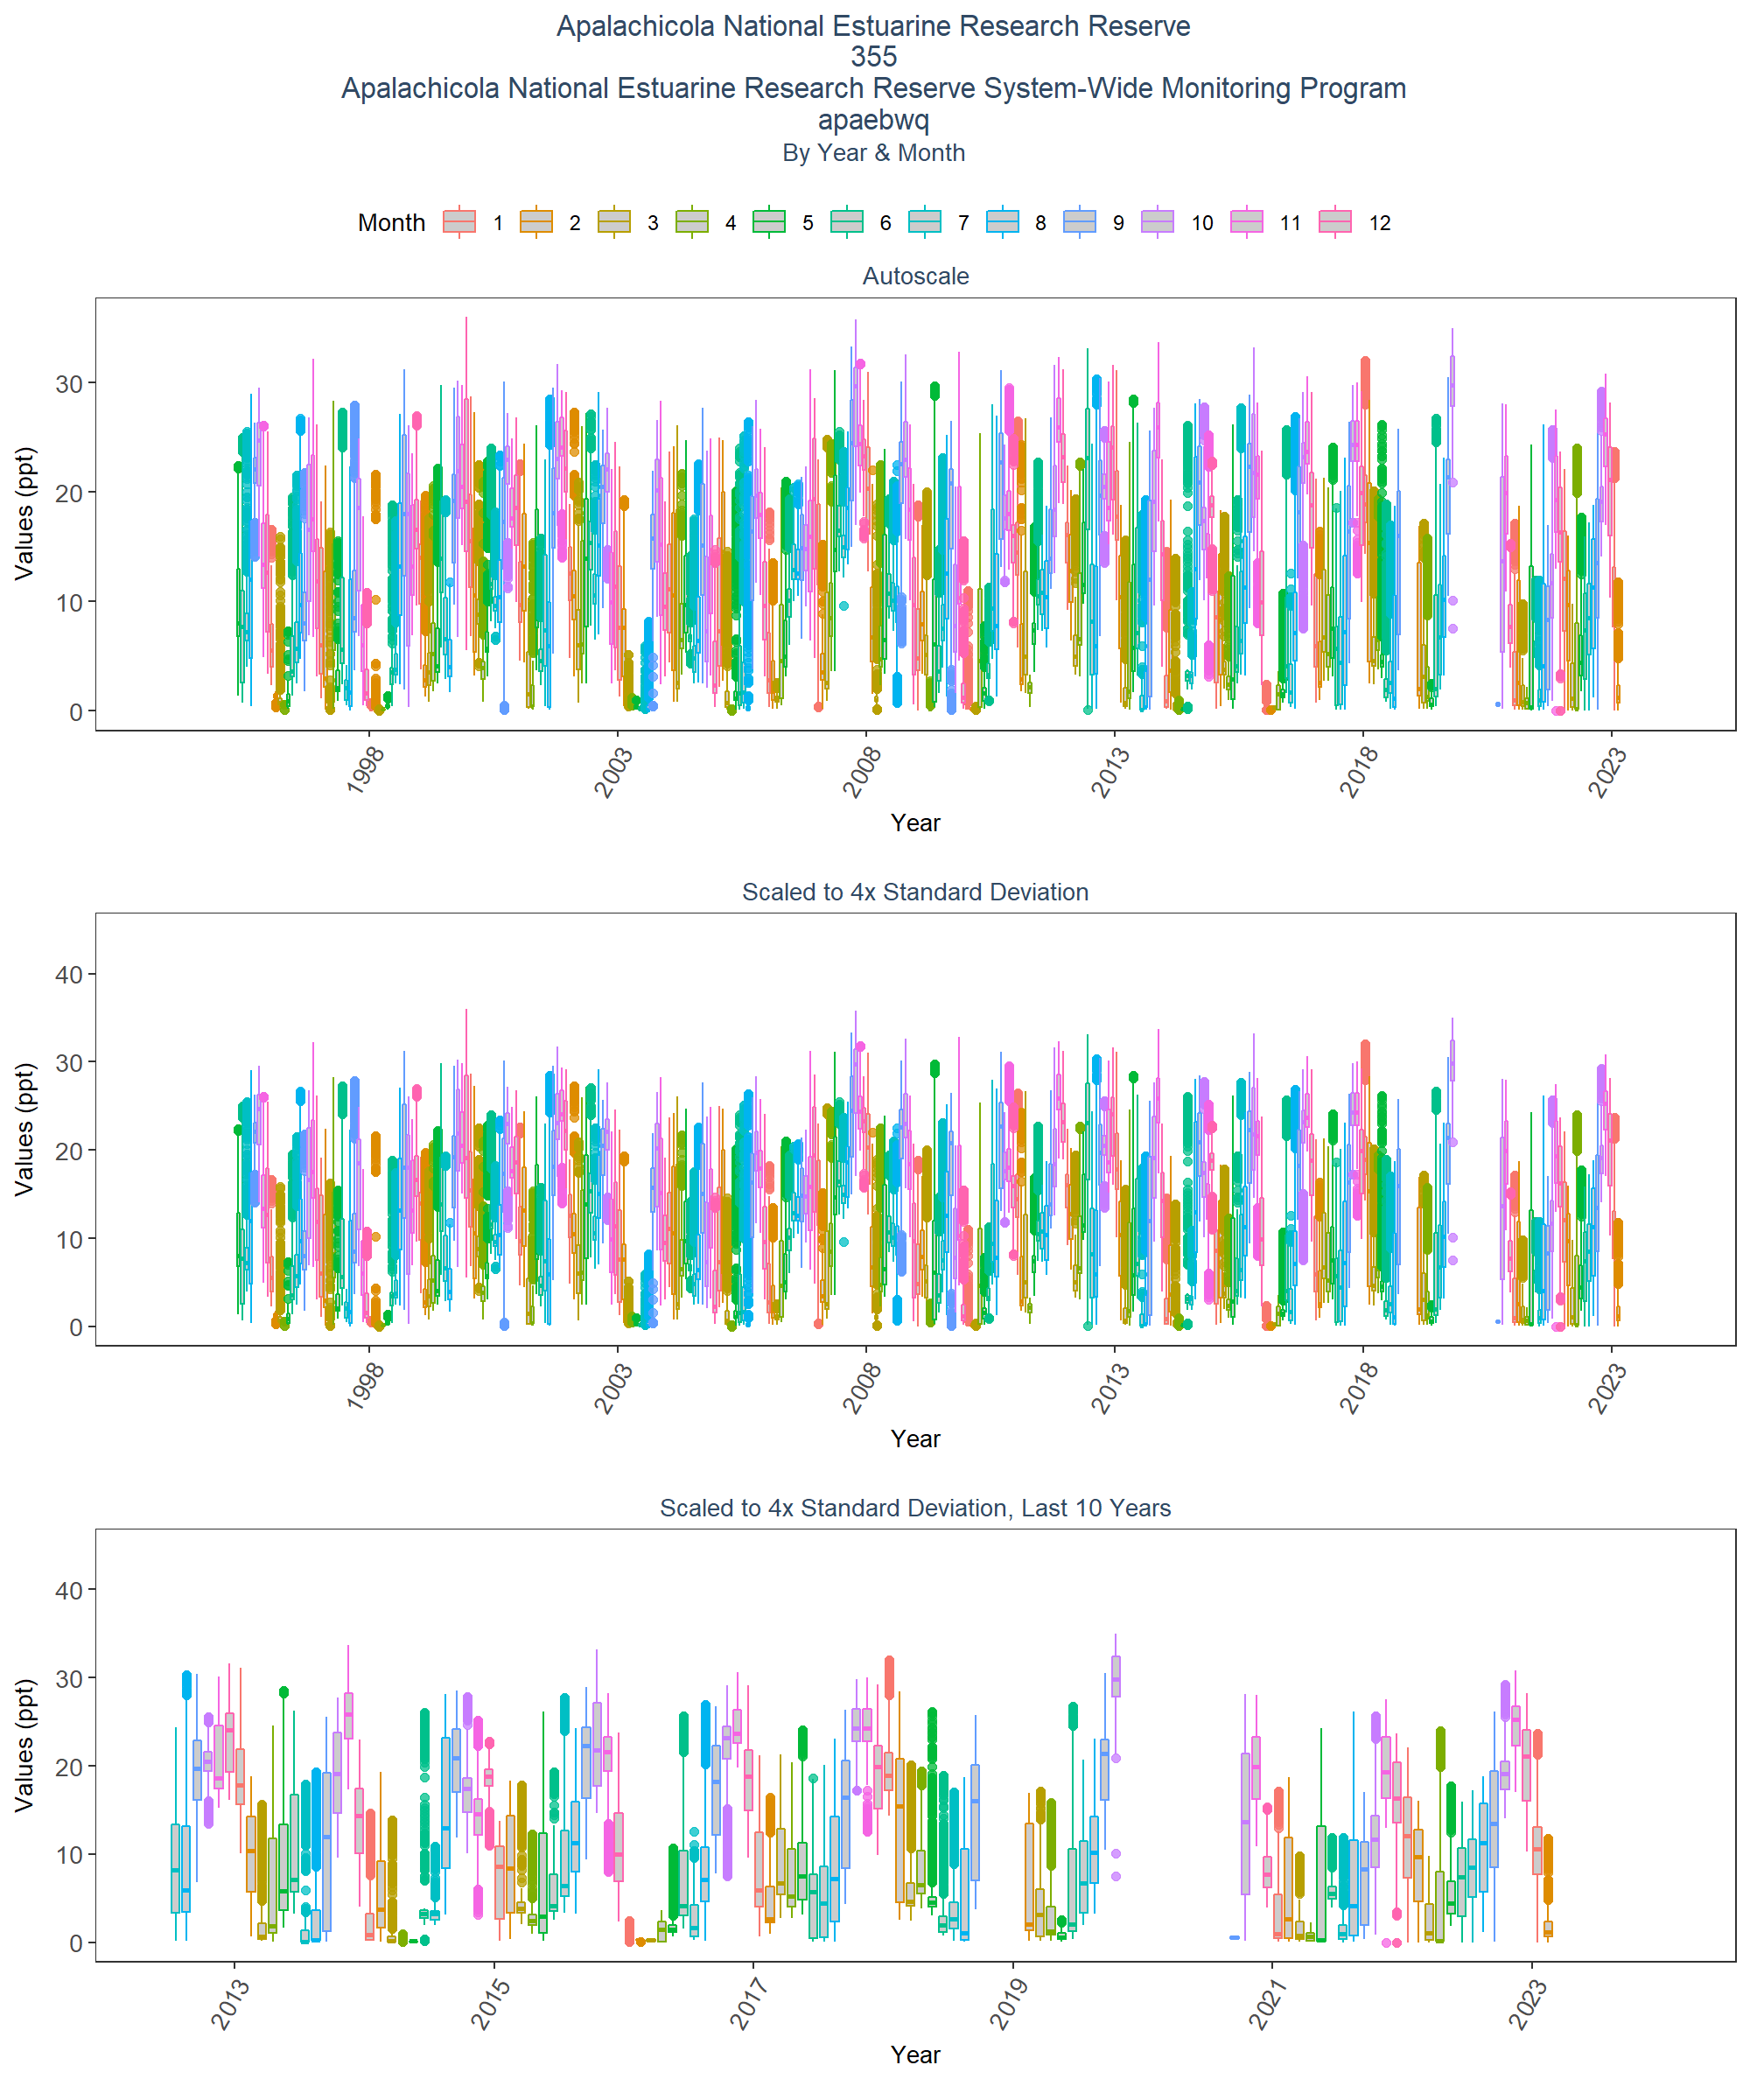 Apalachicola National Estuarine Research Reserve
355
Apalachicola National Estuarine Research Reserve System-Wide Monitoring Program
apaebwq
By Year & Month
Month 1 2 3 4 5 6 7 8 9 10 11 12
Autoscale
Values (ppt)
30
20
10
0
1998 2003 2008 2013 2018 2023
Year
Scaled to 4x Standard Deviation
Values (ppt)
40
30
20
10
0
1998 2003 2008 2013 2018 2023
Year
Scaled to 4x Standard Deviation, Last 10 Years
Values (ppt)
40
30
20
10
0
2013 2015 2017 2019 2021 2023
Year